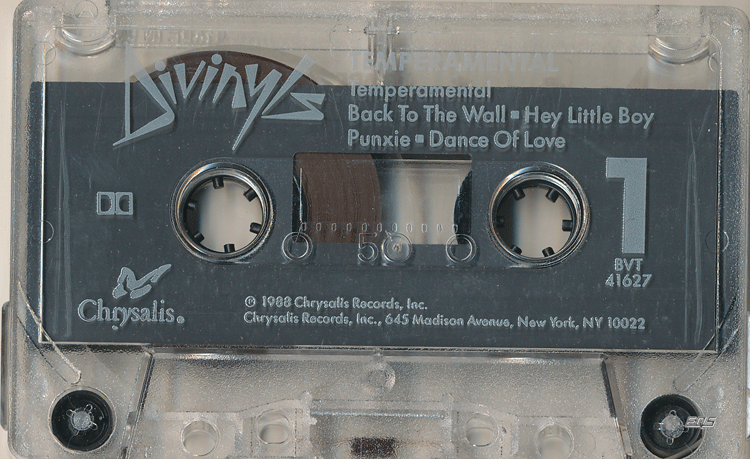 Divinyls
TEMPERAMENTAL
Temperamental
Back To The Wall ▪ Hey Little Boy
Punxie ▪ Dance Of Love
1
50
BVT
41627
Chrysalis®
© 1988 Chrysalis Records, Inc.
Chrysalis Records, Inc., 645 Madison Avenue, New York, NY 10022